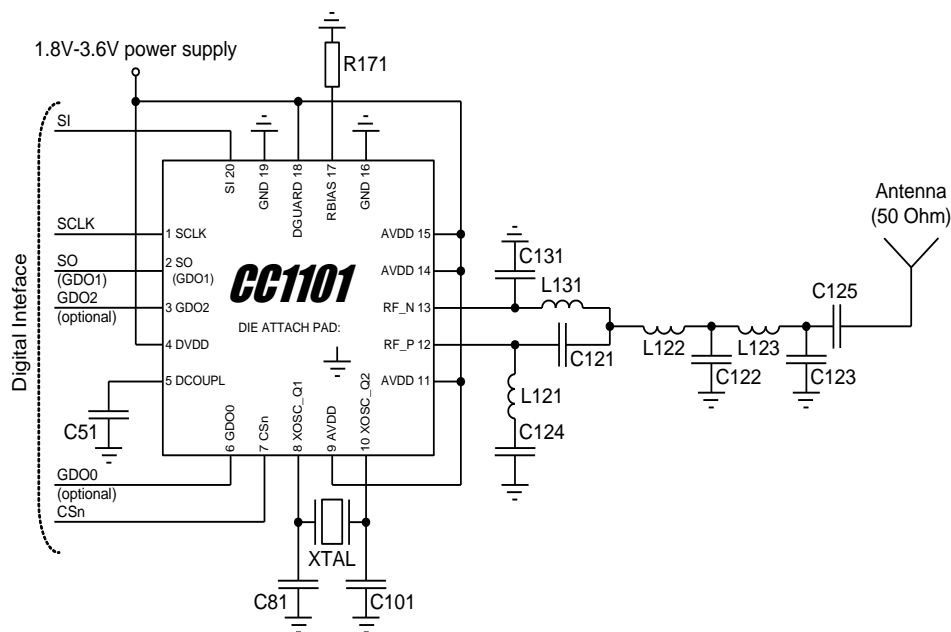 1.8V-3.6V power supply
R171
SI
SI 20
GND 19
DGUARD 18
RBIAS 17
GND 16
Antenna
(50 Ohm)
SCLK
1 SCLK
AVDD 15
SO
(GDO1)
2 SO
(GDO1)
CC1101
AVDD 14
C131
L131
GDO2
(optional)
3 GDO2
RF_N 13
C125
DIE ATTACH PAD:
4 DVDD
RF_P 12
C121
L122
L123
C122
C123
Digital Inteface
5 DCOUPL
AVDD 11
L121
C51
6 GDO0
7 CSn
8 XOSC_Q1
9 AVDD
10 XOSC_Q2
C124
GDO0
(optional)
CSn
XTAL
C81
C101